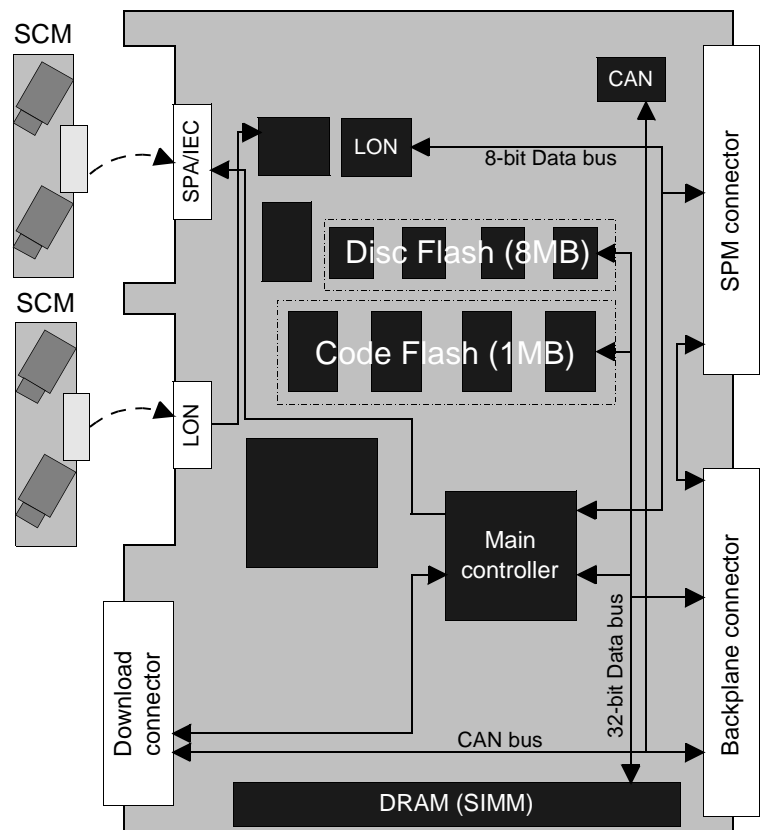 SCM
CAN
SPA/IEC
LON
8-bit Data bus
SPM connector
Disc Flash (8MB)
SCM
Code Flash (1MB)
LON
Main
controller
Backplane connector
Download
connector
32-bit Data bus
CAN bus
DRAM (SIMM)